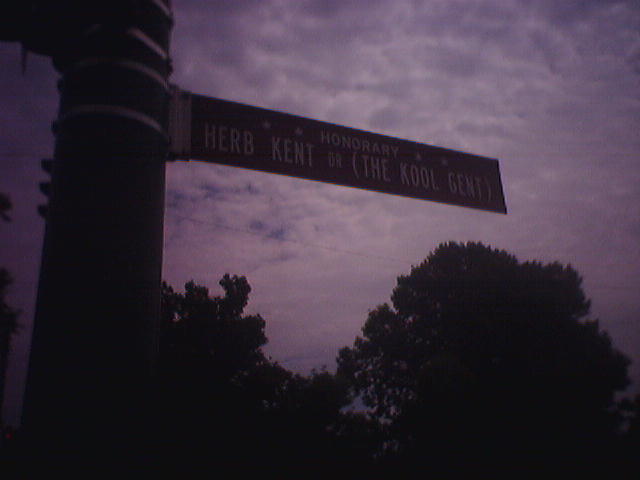 HONORARY
HERB KENT DR (THE KOOL GENT)